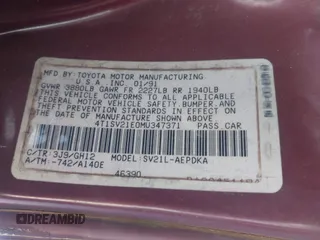 MFD. BY: TOYOTA MOTOR MANUFACTURING
U.S.A. INC. 01/91
GVWR 3880LB GAWR FR 2227LB RR 1940LB
THIS VEHICLE CONFORMS TO ALL
APPLICABLE FEDERAL MOTOR
VEHICLE SAFETY, BUMPER, AND
THEFT PREVENTION STANDARDS IN
EFFECT ON THE DATE OF
MANUFACTURE SHOWN ABOVE.
4T1SV21E0MU347371 PASS. CAR
C/TR: 3J9/GH12 MODEL: SV21L-AEPDKA
A/TM: -742/A140E
46390
DREAMBID